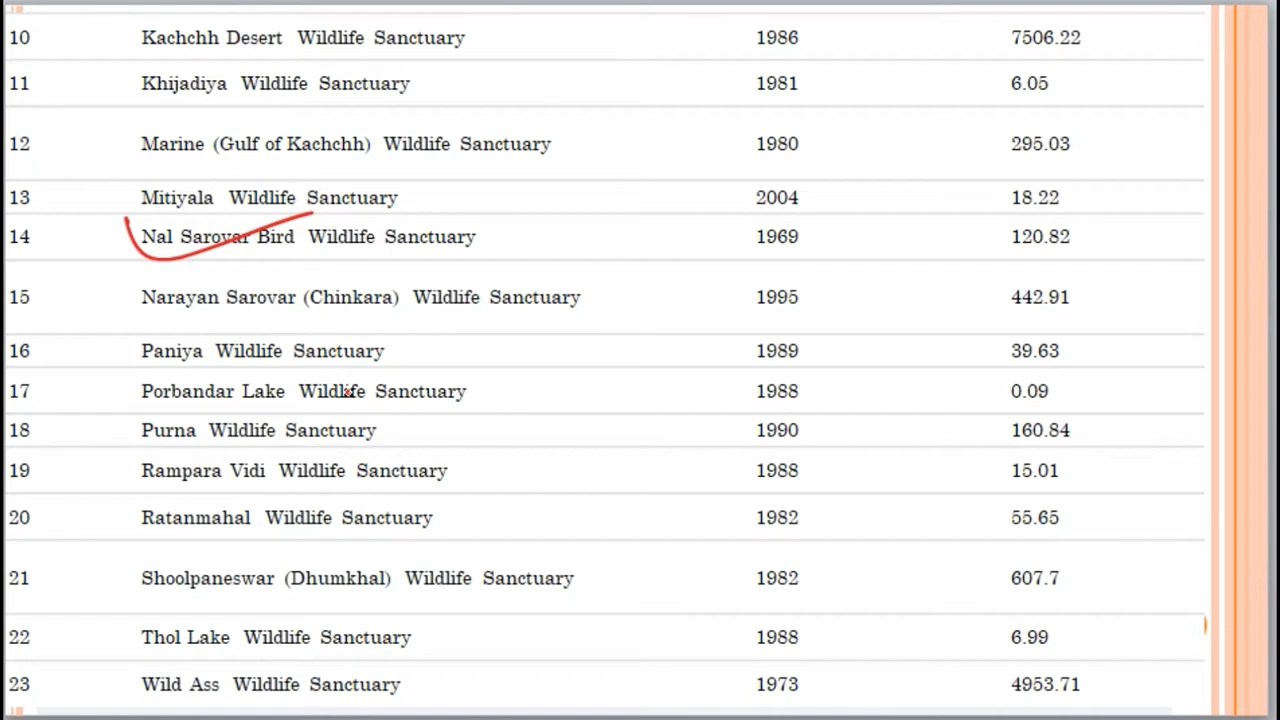 10 Kachchh Desert Wildlife Sanctuary 1986 7506.22
11 Khijadiya Wildlife Sanctuary 1981 6.05
12 Marine (Gulf of Kachchh) Wildlife Sanctuary 1980 295.03
13 Mitiyala Wildlife Sanctuary 2004 18.22
14 Nal Sarovar Bird Wildlife Sanctuary 1969 120.82
15 Narayan Sarovar (Chinkara) Wildlife Sanctuary 1995 442.91
16 Paniya Wildlife Sanctuary 1989 39.63
17 Porbandar Lake Wildlife Sanctuary 1988 0.09
18 Purna Wildlife Sanctuary 1990 160.84
19 Rampara Vidi Wildlife Sanctuary 1988 15.01
20 Ratanmahal Wildlife Sanctuary 1982 55.65
21 Shoolpaneswar (Dhumkhal) Wildlife Sanctuary 1982 607.7
22 Thol Lake Wildlife Sanctuary 1988 6.99
23 Wild Ass Wildlife Sanctuary 1973 4953.71